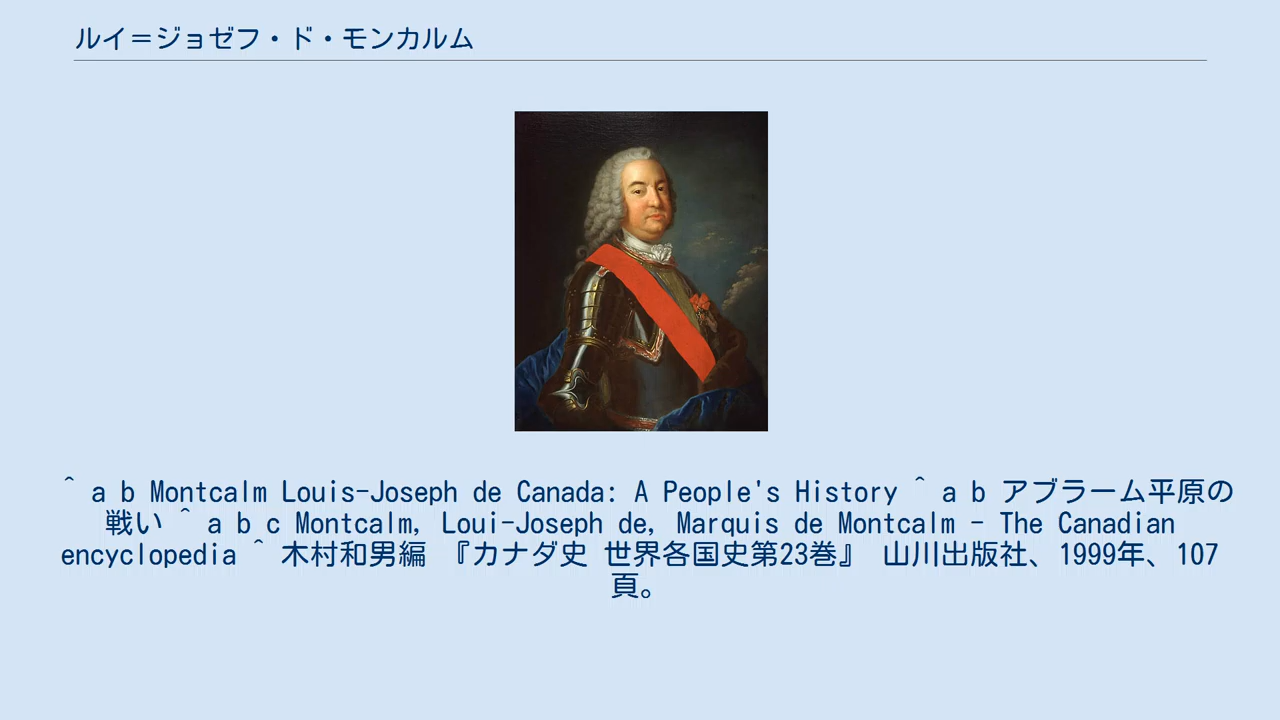 ルイ＝ジョゼフ・ド・モンカルム
^ a b Montcalm Louis-Joseph de Canada: A People's History ^ a b アブラーム平原の
戦い ^ a b c Montcalm, Loui-Joseph de, Marquis de Montcalm - The Canadian
encyclopedia ^ 木村和男編 『カナダ史 世界各国史第23巻』 山川出版社、1999年、107
頁。